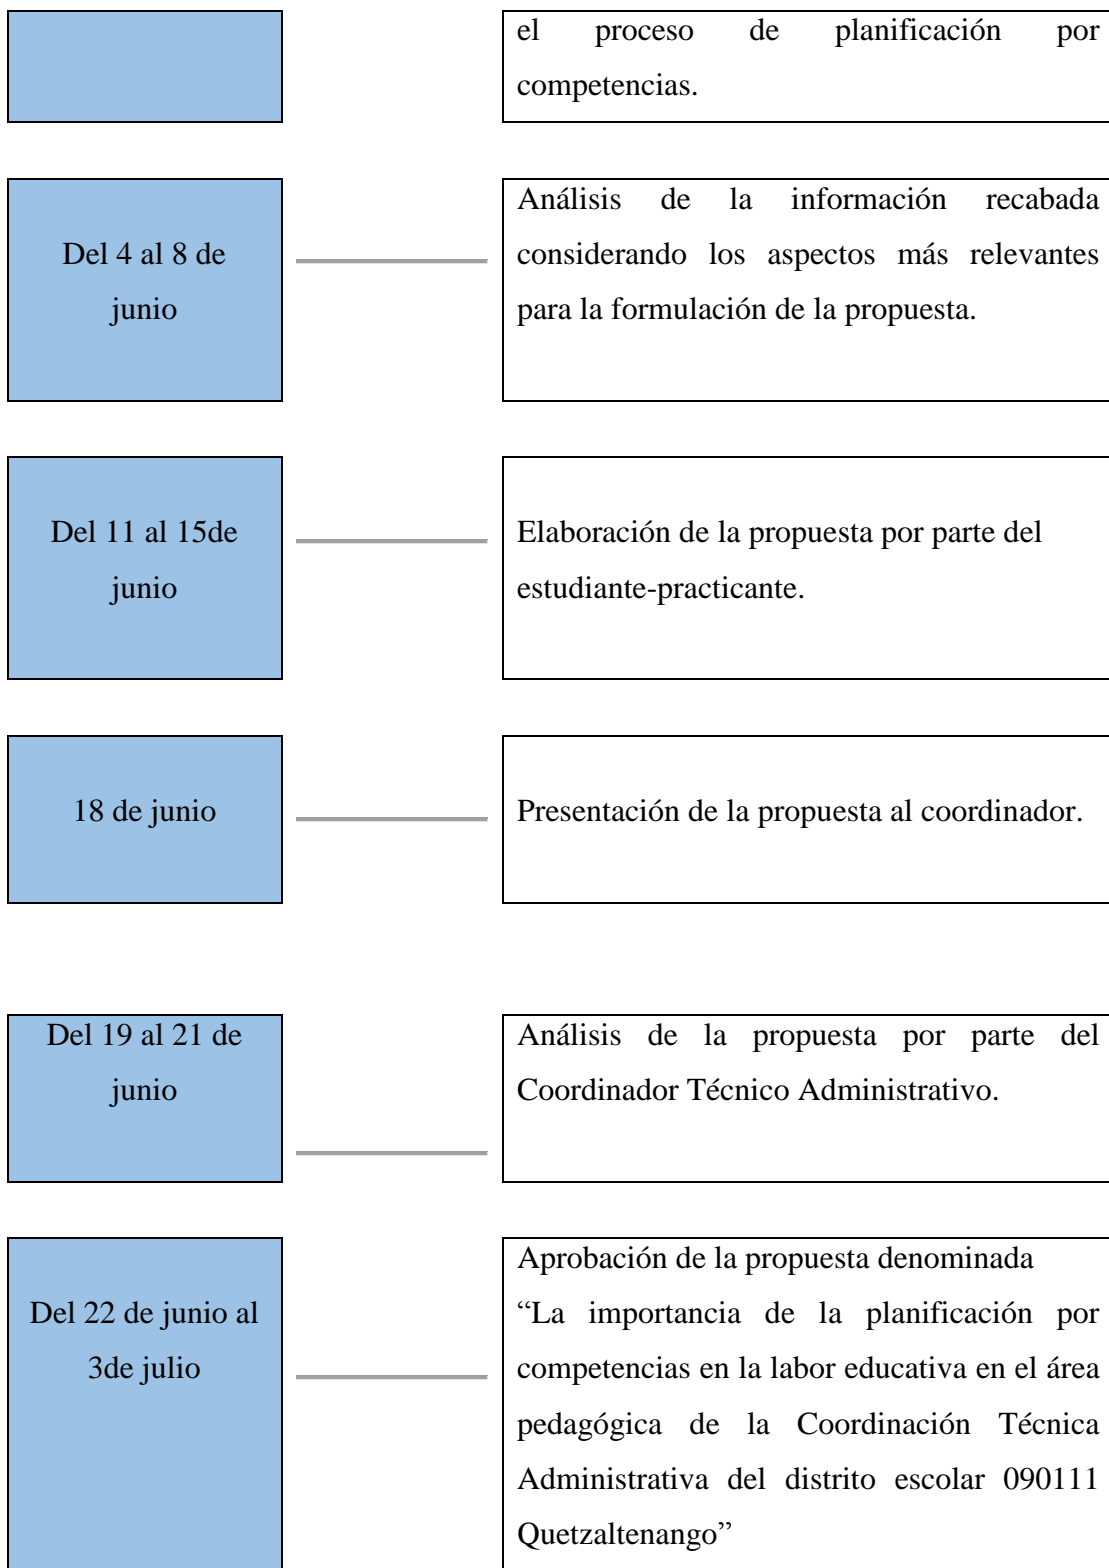 el proceso de planificación por
competencias.
Del 4 al 8 de
junio
Análisis de la información recabada
considerando los aspectos más relevantes
para la formulación de la propuesta.
Del 11 al 15de
junio
Elaboración de la propuesta por parte del
estudiante-practicante.
18 de junio
Presentación de la propuesta al coordinador.
Del 19 al 21 de
junio
Análisis de la propuesta por parte del
Coordinador Técnico Administrativo.
Del 22 de junio al
3de julio
Aprobación de la propuesta denominada
“La importancia de la planificación por
competencias en la labor educativa en el área
pedagógica de la Coordinación Técnica
Administrativa del distrito escolar 090111
Quetzaltenango”